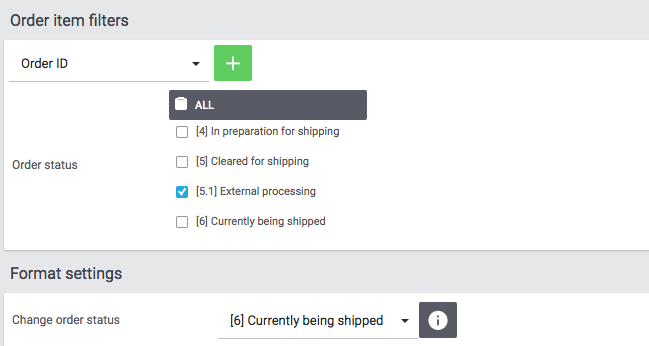 Order item filters
Order ID
ALL
[4] In preparation for shipping
Order status
[5] Cleared for shipping
[5.1] External processing
[6] Currently being shipped
Format settings
Change order status
[6] Currently being shipped